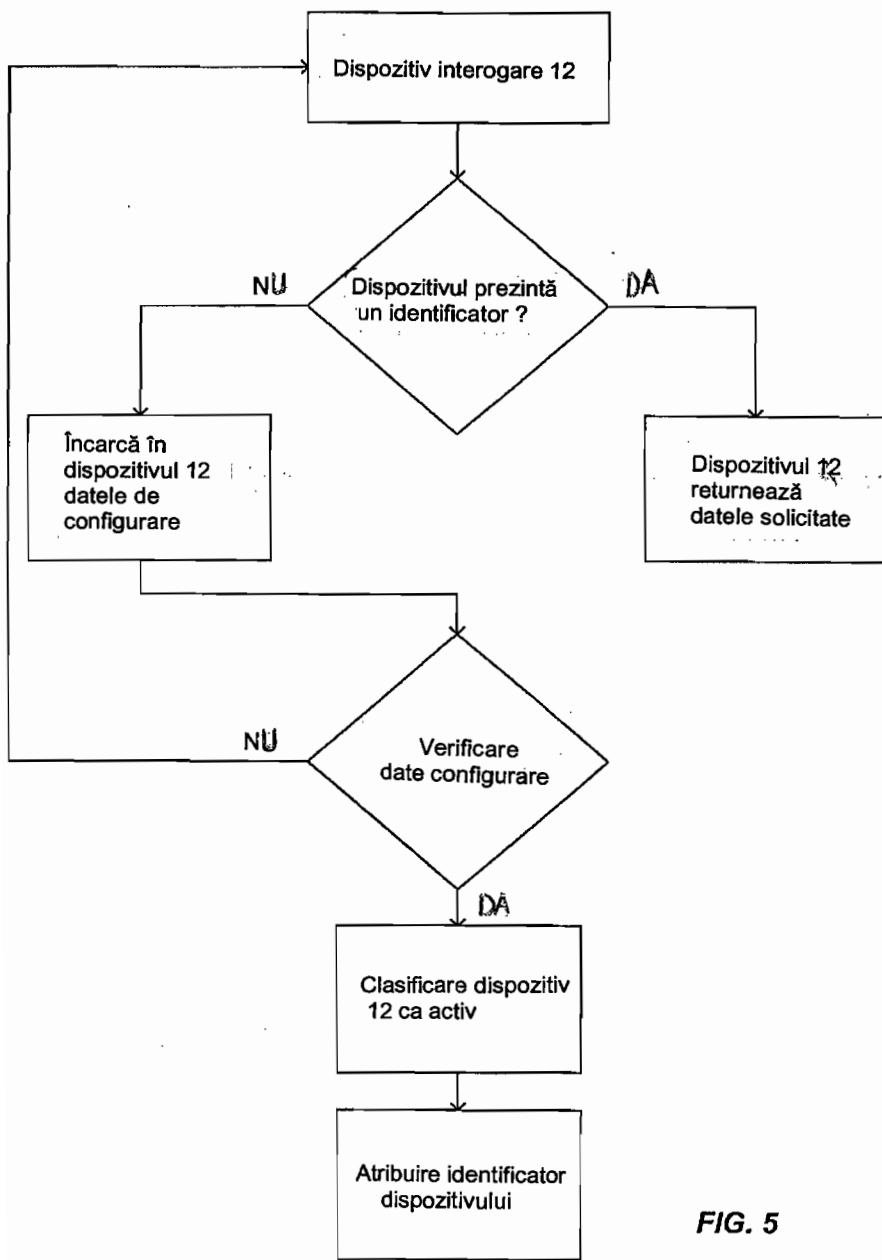 Dispozitiv interogare 12
Dispozitivul prezintă
un identificator ?
NU
DA
Încarcă în
dispozitivul 12
datele de
configurare
Dispozitivul 12
returnează
datele solicitate
NU
Verificare
date configurare
DA
Clasificare dispozitiv
12 ca activ
Atribuire identificator
dispozitivului
FIG. 5